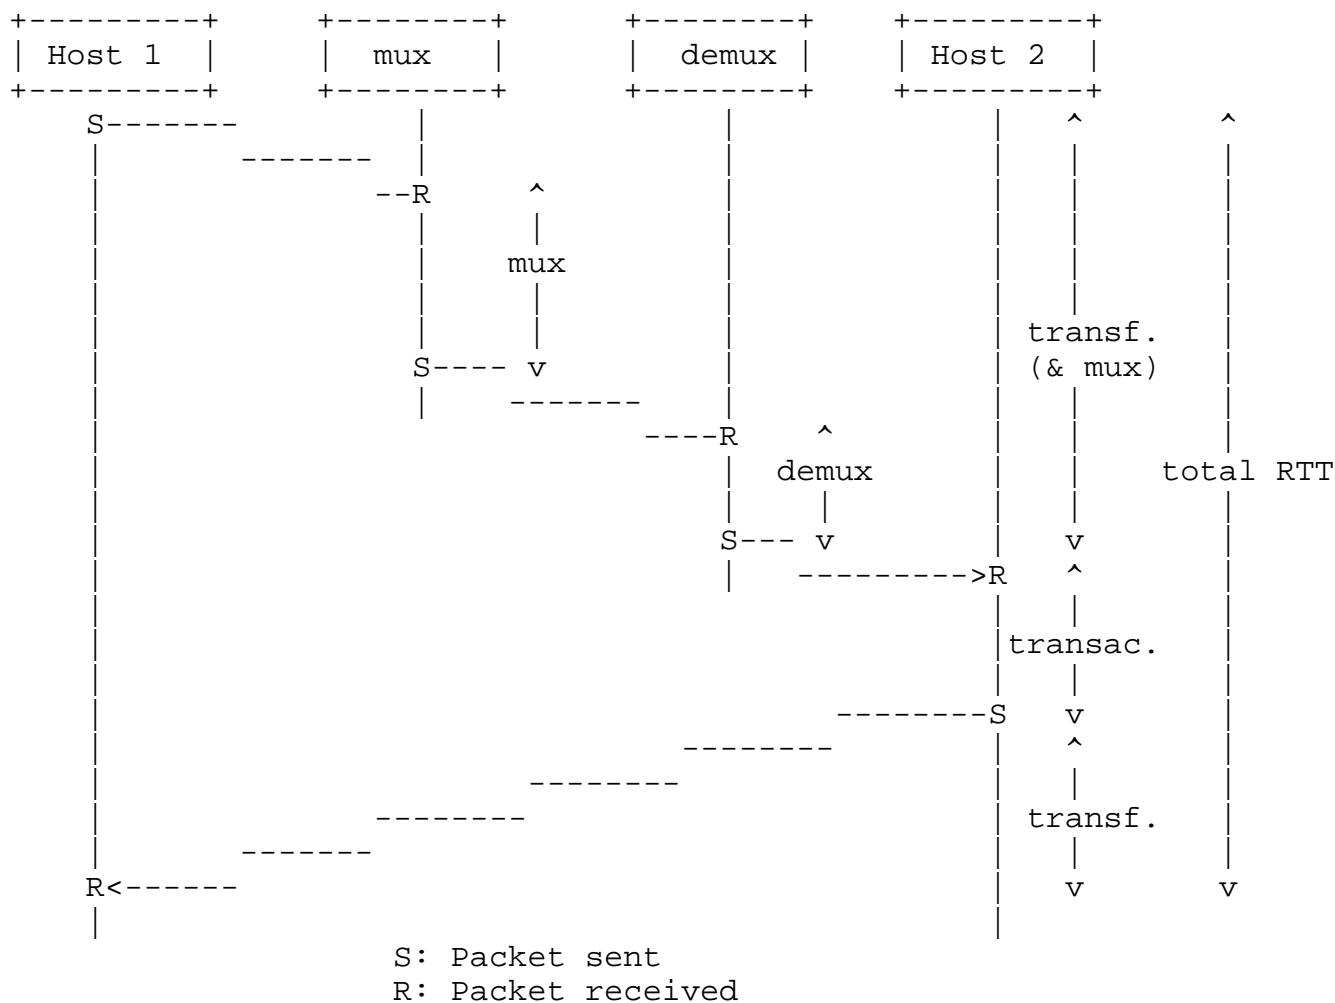 Host 1 mux demux Host 2
S R mux
S v transf.
(& mux)
R
demux total RTT
S v v
R
transac.
S v
transf.
R v v
S: Packet sent
R: Packet received